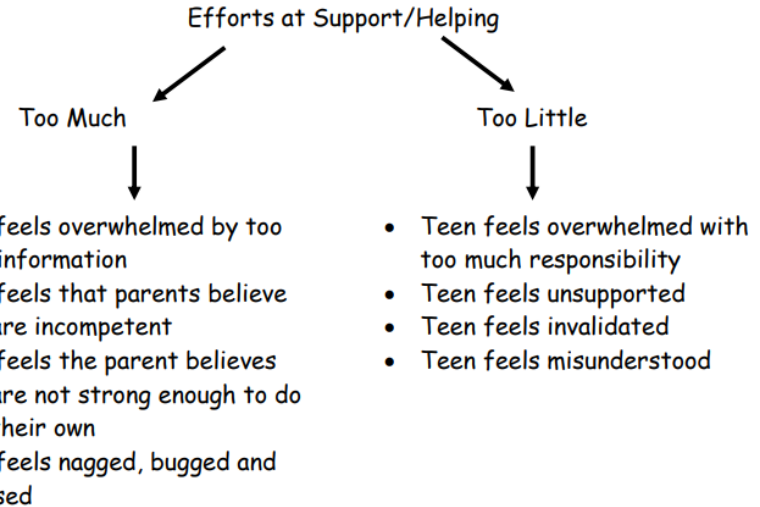 Efforts at Support/Helping
Too Much
Too Little
feels overwhelmed by too
information
feels that parents believe
are incompetent
feels the parent believes
are not strong enough to do
their own
feels nagged, bugged and
• Teen feels overwhelmed with
too much responsibility
• Teen feels unsupported
• Teen feels invalidated
• Teen feels misunderstood